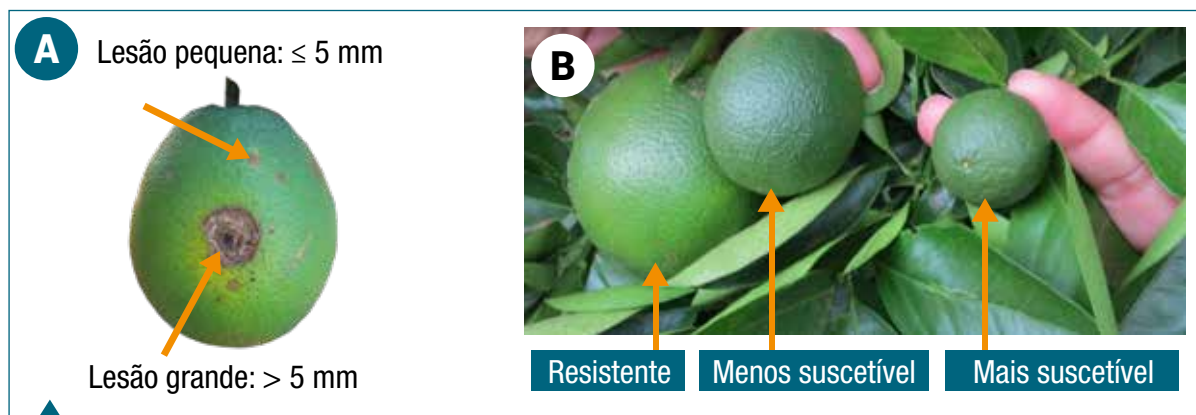 A
Lesão pequena: ≤ 5 mm
Lesão grande: > 5 mm
B
Resistente
Menos suscetível
Mais suscetível